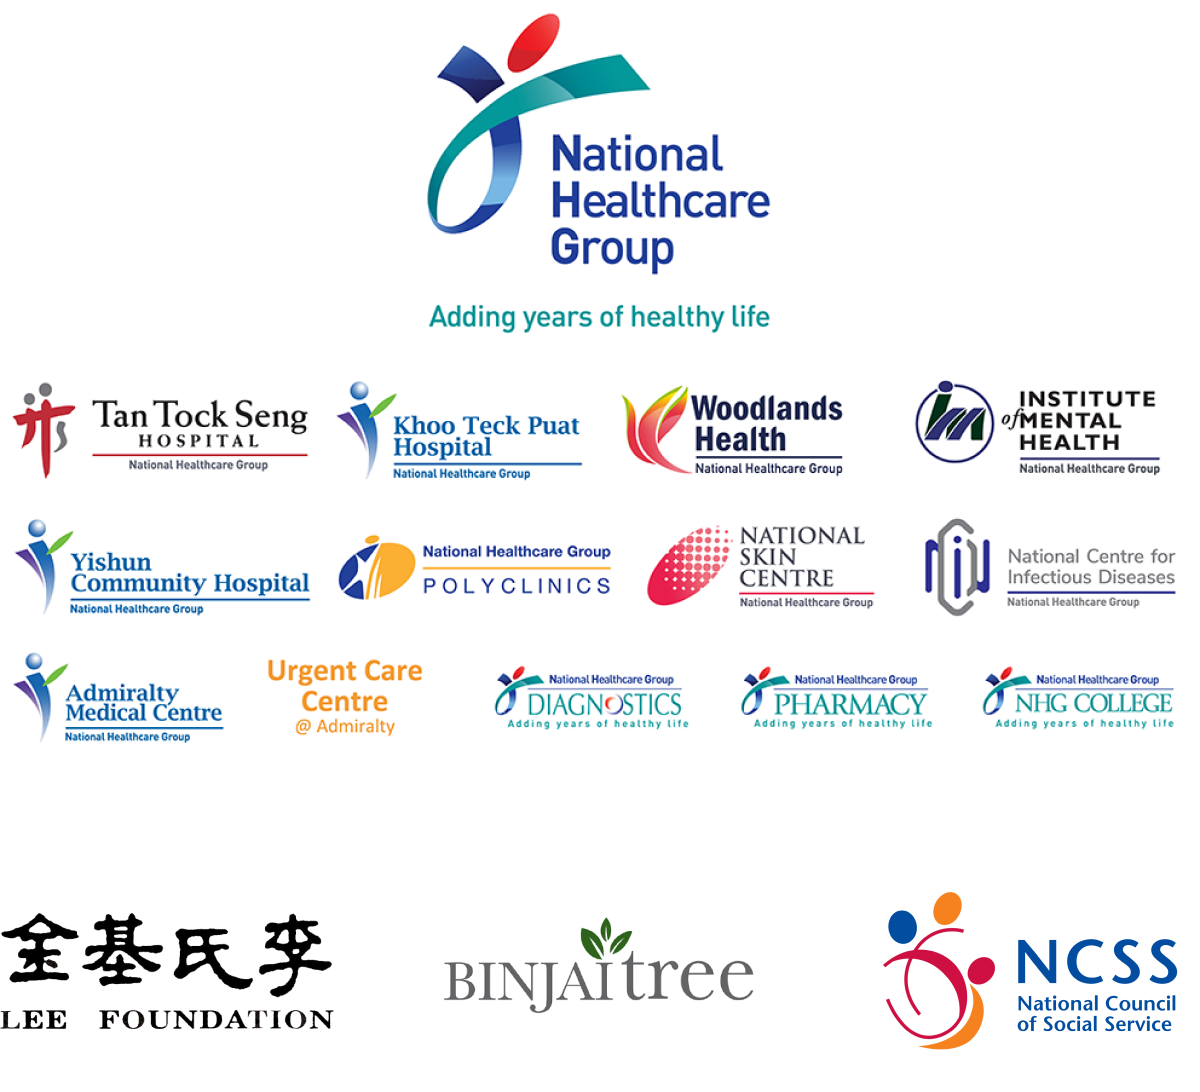 National
Healthcare
Group
Adding years of healthy life
Tan Tock Seng
HOSPITAL
National Healthcare Group
Khoo Teck Puat
Hospital
National Healthcare Group
Woodlands
Health
National Healthcare Group
INSTITUTE
of MENTAL
HEALTH
National Healthcare Group
Yishun
Community Hospital
National Healthcare Group
National Healthcare Group
POLYCLINICS
NATIONAL
SKIN
CENTRE
National Healthcare Group
National Centre for
Infectious Diseases
National Healthcare Group
Admiralty
Medical Centre
National Healthcare Group
Urgent Care
Centre
@ Admiralty
National Healthcare Group
DIAGNOSTICS
Adding years of healthy life
National Healthcare Group
PHARMACY
Adding years of healthy life
National Healthcare Group
NHG COLLEGE
Adding years of healthy life
金基氏李
LEE FOUNDATION
BINJAI tree
NCSS
National Council
of Social Service